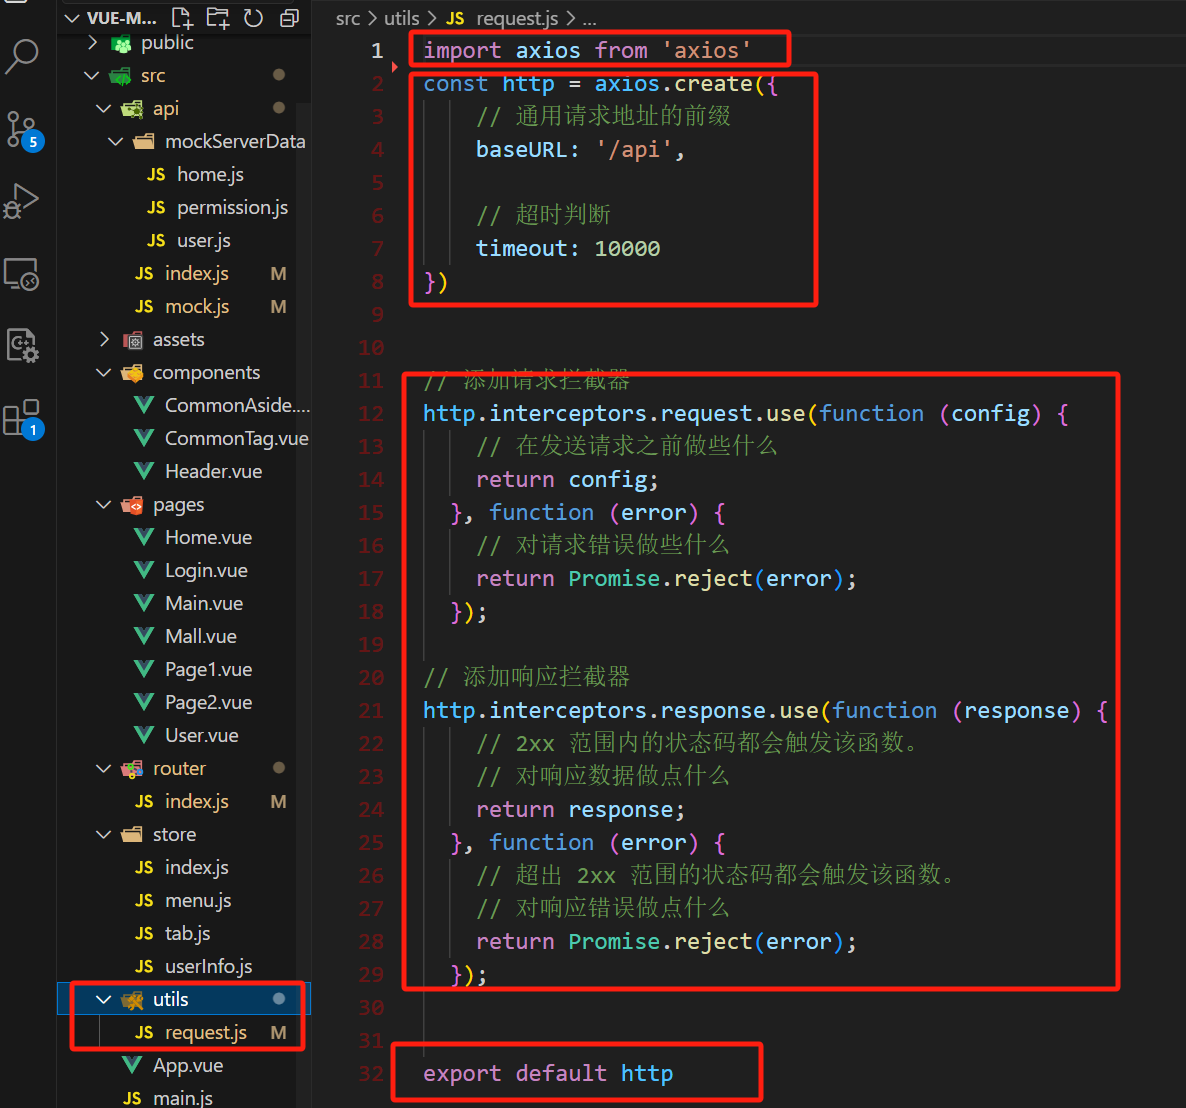 VUE-M...
public
src
api
mockServerData
JS home.js
JS permission.js
JS user.js
JS index.js M
JS mock.js M
assets
components
CommonAside....
CommonTag.vue
Header.vue
pages
Home.vue
Login.vue
Main.vue
Mall.vue
Page1.vue
Page2.vue
User.vue
router
JS index.js M
store
JS index.js
JS menu.js
JS tab.js
JS userInfo.js
utils
JS request.js M
App.vue
JS main.js
5
1
src > utils > JS request.js > ...
1 import axios from 'axios'
2 const http = axios.create({
3 // 通用请求地址的前缀
4 baseURL: '/api',
5
6 // 超时判断
7 timeout: 10000
8 })
9
10
11 // 添加请求拦截器
12 http.interceptors.request.use(function (config) {
13 // 在发送请求之前做些什么
14 return config;
15 }, function (error) {
16 // 对请求错误做些什么
17 return Promise.reject(error);
18 });
19
20 // 添加响应拦截器
21 http.interceptors.response.use(function (response) {
22 // 2xx 范围内的状态码都会触发该函数。
23 // 对响应数据做点什么
24 return response;
25 }, function (error) {
26 // 超出 2xx 范围的状态码都会触发该函数。
27 // 对响应错误做点什么
28 return Promise.reject(error);
29 });
30
31
32 export default http